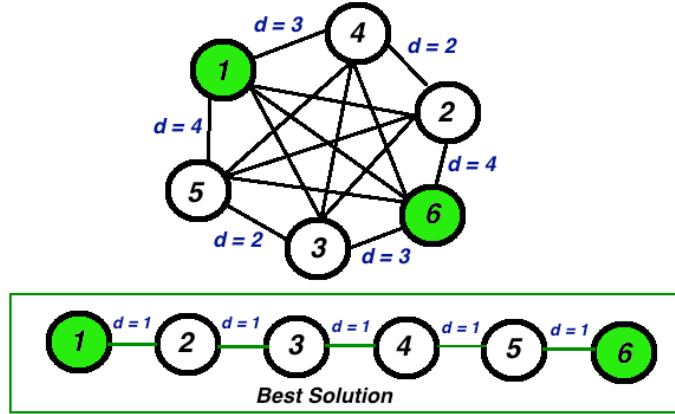 d = 3
4
d = 2
1
2
d = 4
d = 4
5
6
d = 2
3
d = 3
d = 1 d = 1 d = 1 d = 1 d = 1
1 2 3 4 5 6
Best Solution